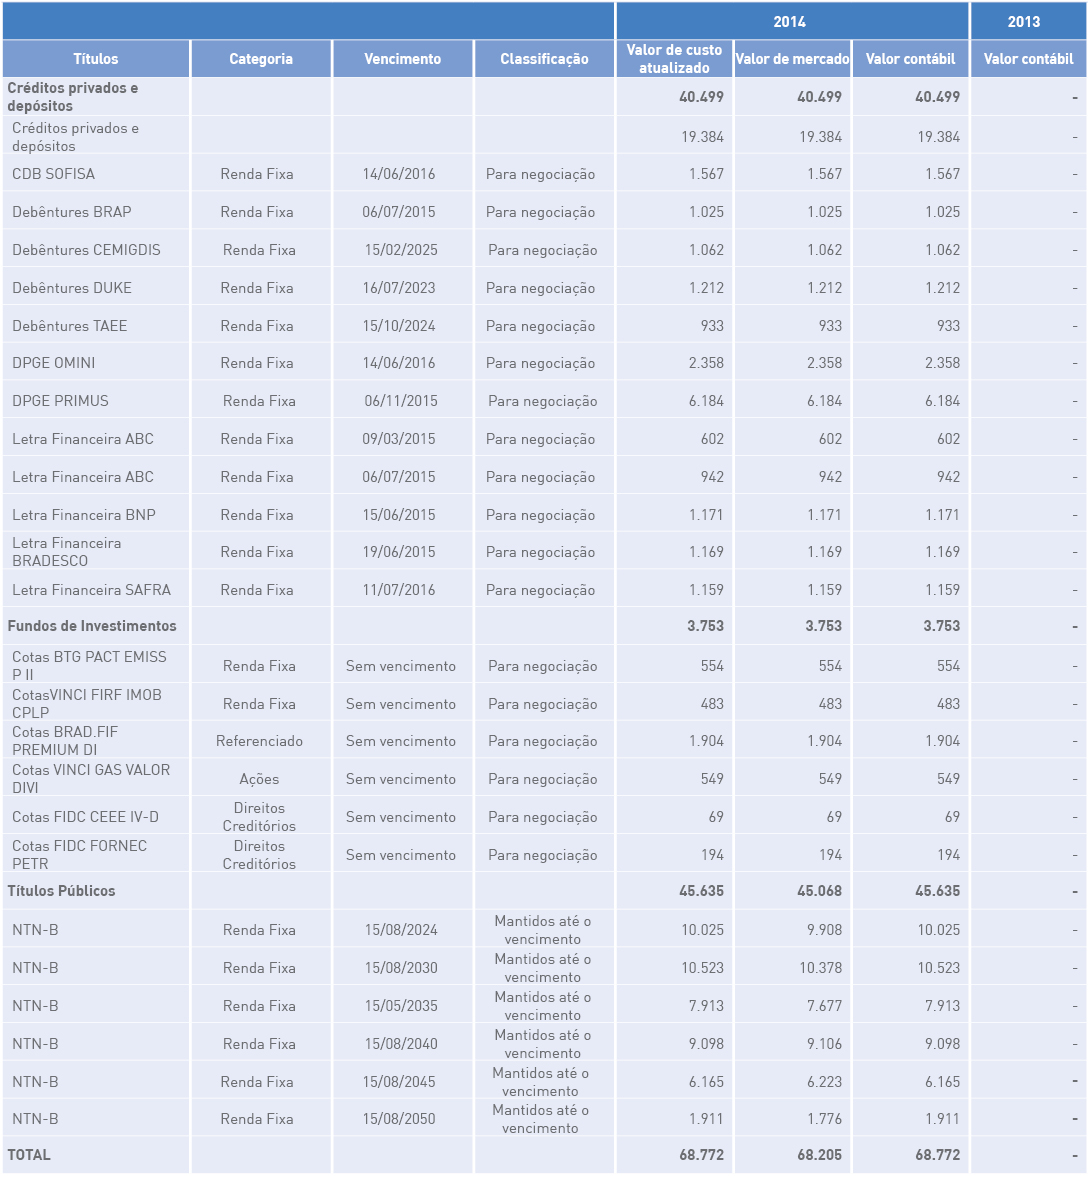 2014 2013
Títulos Categoria Vencimento Classificação Valor de custo atualizado Valor de mercado Valor contábil Valor contábil
Créditos privados e depósitos 40.499 40.499 40.499 -
Créditos privados e depósitos 19.384 19.384 19.384 -
CDB SOFISA Renda Fixa 14/06/2016 Para negociação 1.567 1.567 1.567 -
Debêntures BRAP Renda Fixa 06/07/2015 Para negociação 1.025 1.025 1.025 -
Debêntures CEMIGDIS Renda Fixa 15/02/2025 Para negociação 1.062 1.062 1.062 -
Debêntures DUKE Renda Fixa 16/07/2023 Para negociação 1.212 1.212 1.212 -
Debêntures TAEE Renda Fixa 15/10/2024 Para negociação 933 933 933 -
DPGE OMINI Renda Fixa 14/06/2016 Para negociação 2.358 2.358 2.358 -
DPGE PRIMUS Renda Fixa 06/11/2015 Para negociação 6.184 6.184 6.184 -
Letra Financeira ABC Renda Fixa 09/03/2015 Para negociação 602 602 602 -
Letra Financeira ABC Renda Fixa 06/07/2015 Para negociação 942 942 942 -
Letra Financeira BNP Renda Fixa 15/06/2015 Para negociação 1.171 1.171 1.171 -
Letra Financeira BRADESCO Renda Fixa 19/06/2015 Para negociação 1.169 1.169 1.169 -
Letra Financeira SAFRA Renda Fixa 11/07/2016 Para negociação 1.159 1.159 1.159 -
Fundos de Investimentos 3.753 3.753 3.753 -
Cotas BTG PACT EMISS P II Renda Fixa Sem vencimento Para negociação 554 554 554 -
CotasVINCI FIRF IMOB CPLP Renda Fixa Sem vencimento Para negociação 483 483 483 -
Cotas BRAD.FIF PREMIUM DI Referenciado Sem vencimento Para negociação 1.904 1.904 1.904 -
Cotas VINCI GAS VALOR DIVI Ações Sem vencimento Para negociação 549 549 549 -
Cotas FIDC CEEE IV-D Direitos Creditórios Sem vencimento Para negociação 69 69 69 -
Cotas FIDC FORNEC PETR Direitos Creditórios Sem vencimento Para negociação 194 194 194 -
Títulos Públicos 45.635 45.068 45.635 -
NTN-B Renda Fixa 15/08/2024 Mantidos até o vencimento 10.025 9.908 10.025 -
NTN-B Renda Fixa 15/08/2030 Mantidos até o vencimento 10.523 10.378 10.523 -
NTN-B Renda Fixa 15/05/2035 Mantidos até o vencimento 7.913 7.677 7.913 -
NTN-B Renda Fixa 15/08/2040 Mantidos até o vencimento 9.098 9.106 9.098 -
NTN-B Renda Fixa 15/08/2045 Mantidos até o vencimento 6.165 6.223 6.165 -
NTN-B Renda Fixa 15/08/2050 Mantidos até o vencimento 1.911 1.776 1.911 -
TOTAL 68.772 68.205 68.772 -